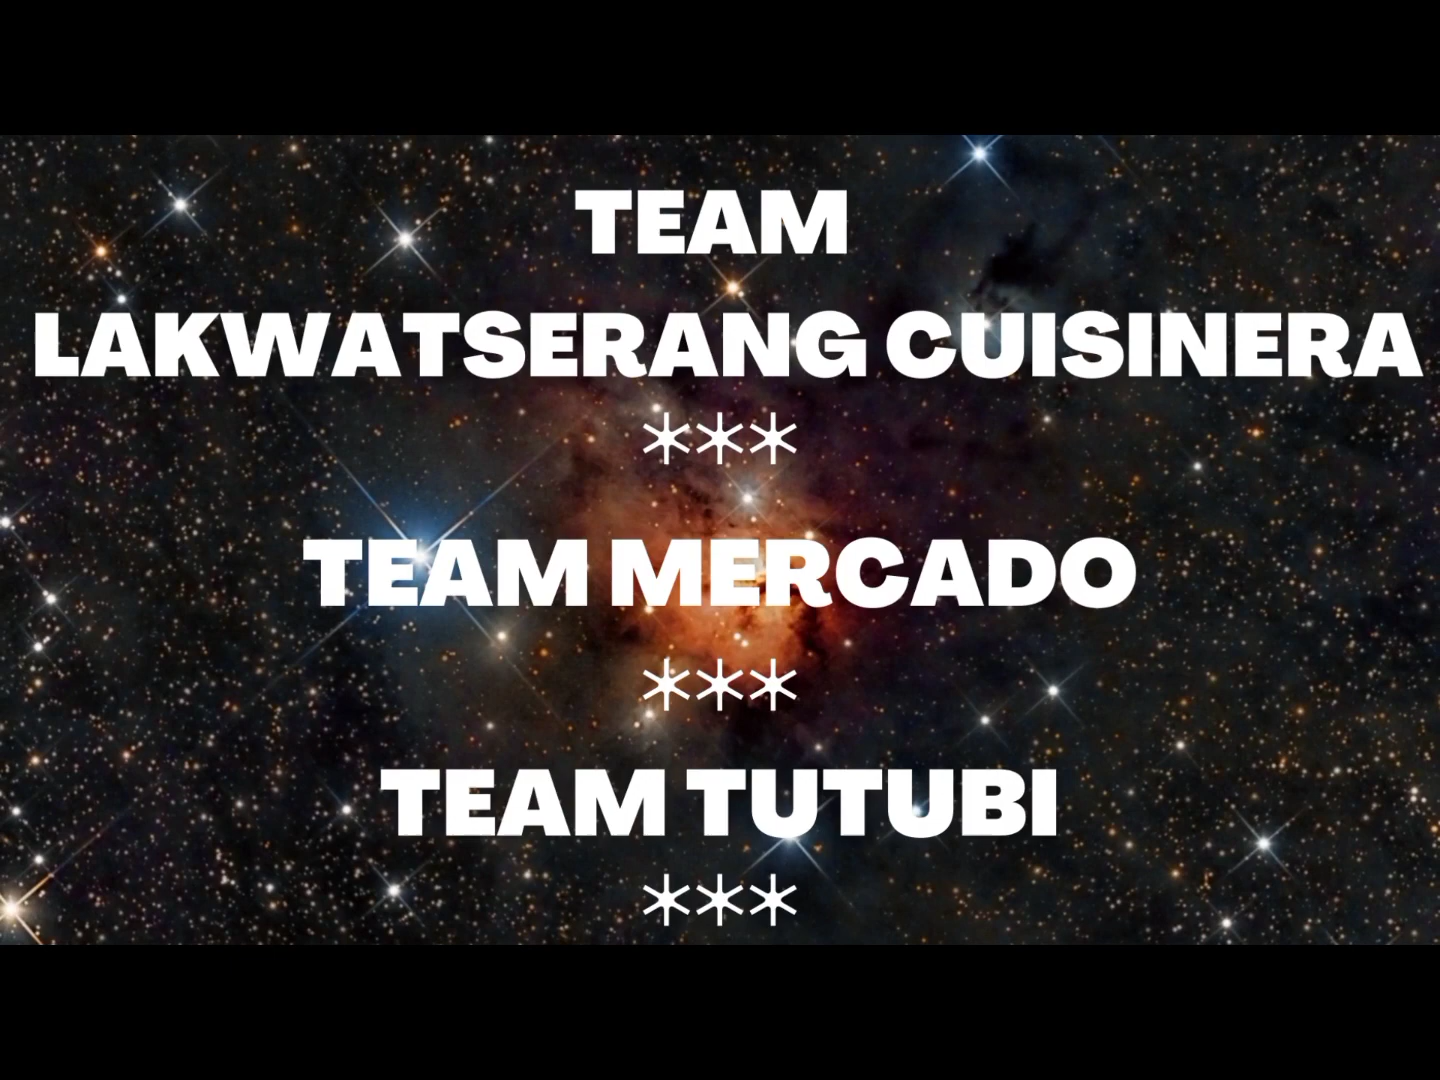 TEAM
LAKWATSERANG CUISINERA
***
TEAM MERCADO
***
TEAM TUTUBI
***